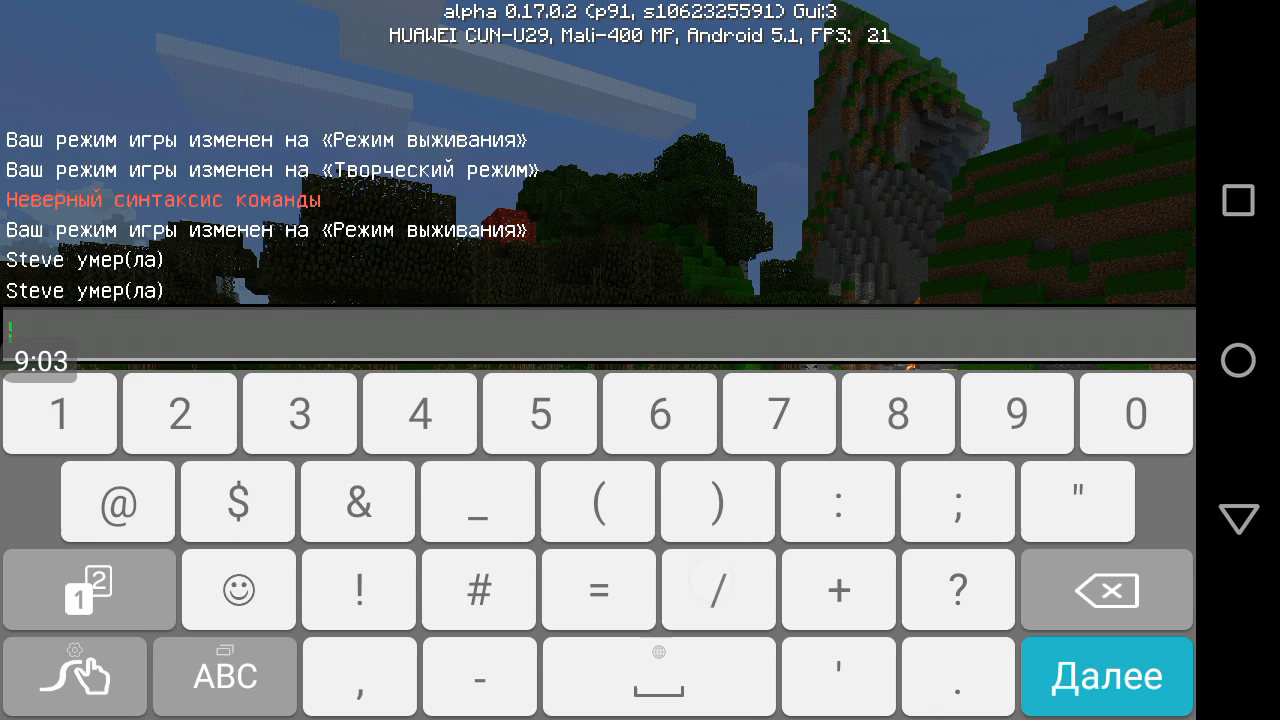 alpha 0.17.0.2 (p91, s1062325591) Gui:3
HUAWEI CUN-U29, Mali-400 MP, Android 5.1, FPS: 21
Ваш режим игры изменен на «Режим выживания»
Ваш режим игры изменен на «Творческий режим»
Неверный синтаксис команды
Ваш режим игры изменен на «Режим выживания»
Steve умер(ла)
Steve умер(ла)
9:03
1 2 3 4 5 6 7 8 9 0
@ $ & _ ( ) : ; "
1 2 ! # = / + ?
ABC , - ' . Далее